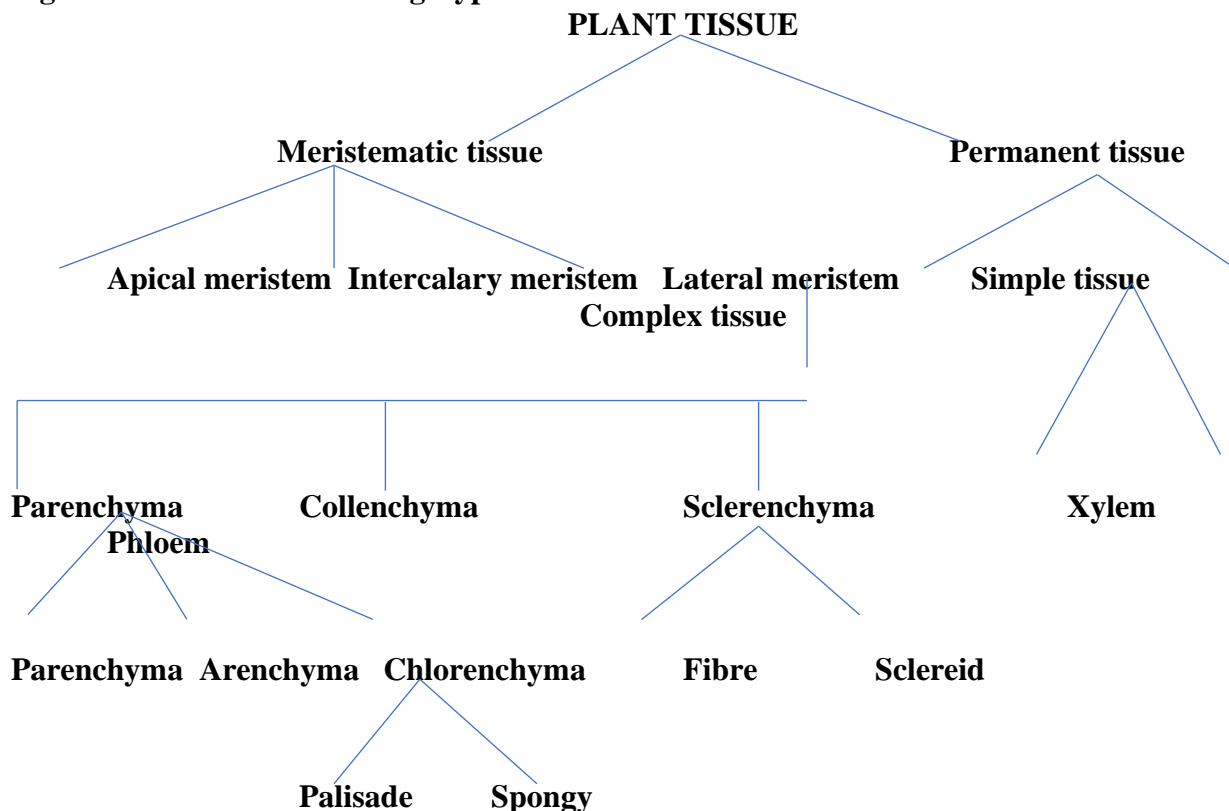 PLANT TISSUE
Meristematic tissue Permanent tissue
Apical meristem Intercalary meristem Lateral meristem Simple tissue
Complex tissue
Parenchyma Collenchyma Sclerenchyma Xylem
Phloem
Parenchyma Arenchyma Chlorenchyma Fibre Sclereid
Palisade Spongy